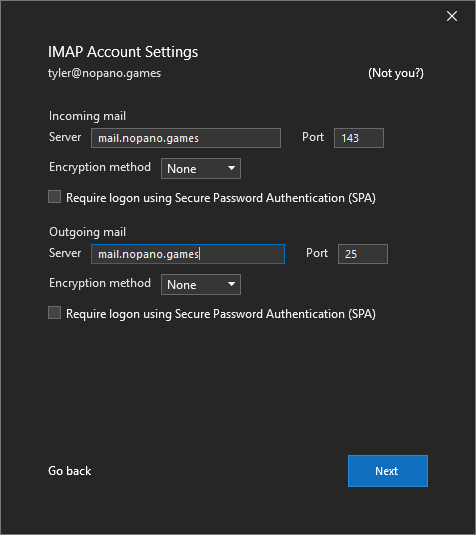 IMAP Account Settings
tyler@nopano.games (Not you?)
Incoming mail
Server mail.nopano.games Port 143
Encryption method None
Require logon using Secure Password Authentication (SPA)
Outgoing mail
Server mail.nopano.games Port 25
Encryption method None
Require logon using Secure Password Authentication (SPA)
Go back Next